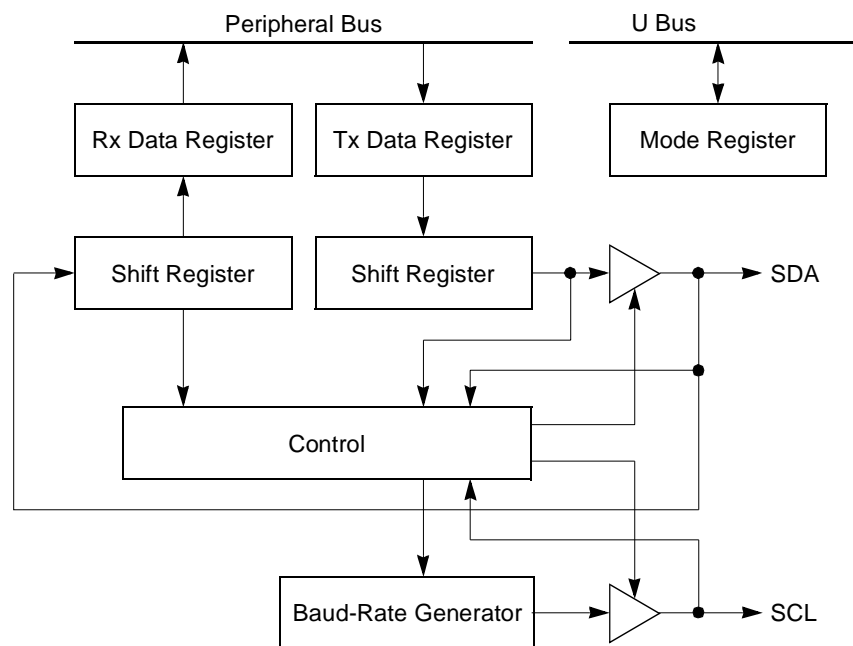 Peripheral Bus
U Bus
Rx Data Register
Tx Data Register
Mode Register
Shift Register
Shift Register
SDA
Control
Baud-Rate Generator
SCL